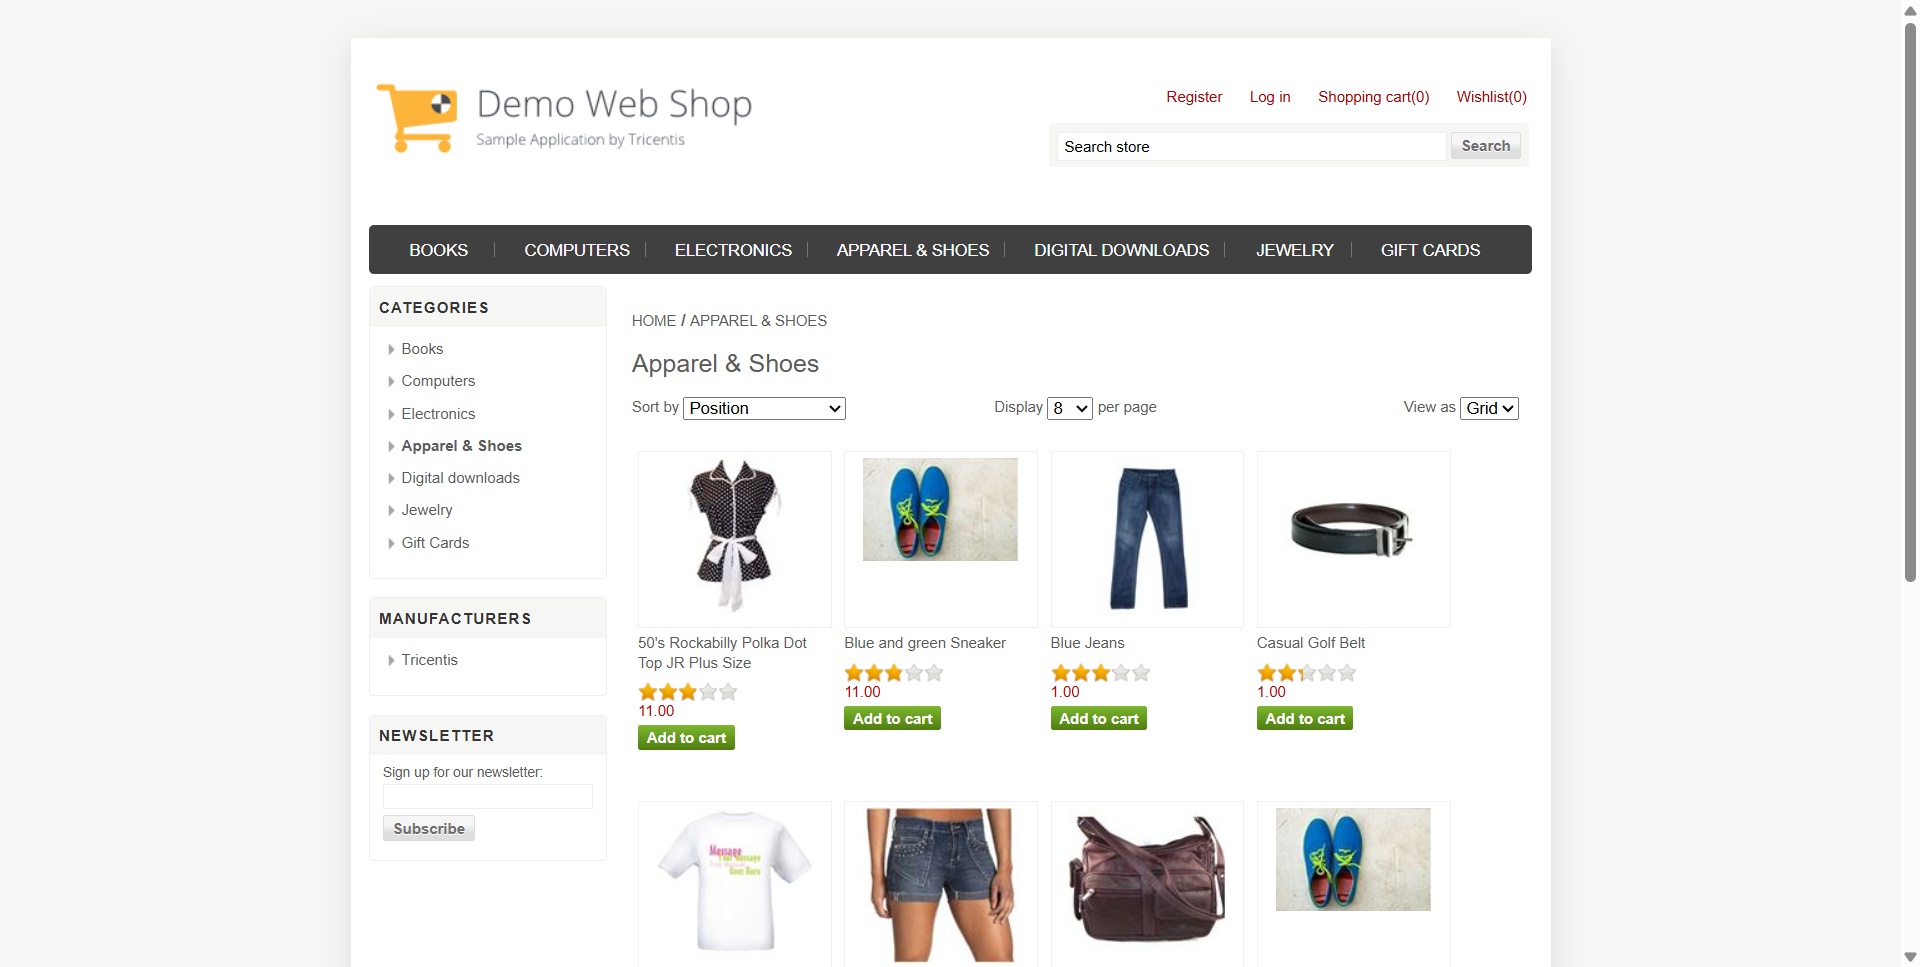 Demo Web Shop
Sample Application by Tricentis
Register Log in Shopping cart(0) Wishlist(0)
Search store Search
BOOKS COMPUTERS ELECTRONICS APPAREL & SHOES DIGITAL DOWNLOADS JEWELRY GIFT CARDS
CATEGORIES
Books
Computers
Electronics
Apparel & Shoes
Digital downloads
Jewelry
Gift Cards
MANUFACTURERS
Tricentis
NEWSLETTER
Sign up for our newsletter:
Subscribe
HOME / APPAREL & SHOES
Apparel & Shoes
Sort by Position Display 8 per page View as Grid
50's Rockabilly Polka Dot
Top JR Plus Size
11.00
Add to cart
Blue and green Sneaker
11.00
Add to cart
Blue Jeans
1.00
Add to cart
Casual Golf Belt
1.00
Add to cart
Message
Your Message
Goes Here